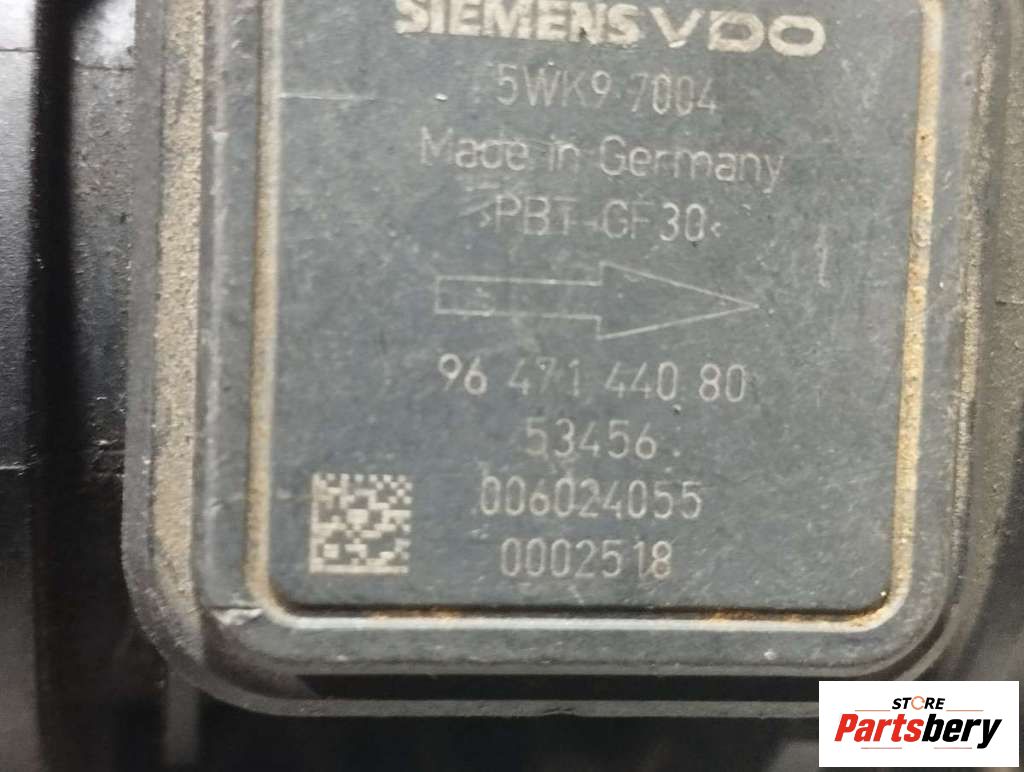 SIEMENS VDO
5WK9 7004
Made in Germany
>PBT-GF30<
96 471 440 80
53456
006024055
0002518
STORE
Partsbery